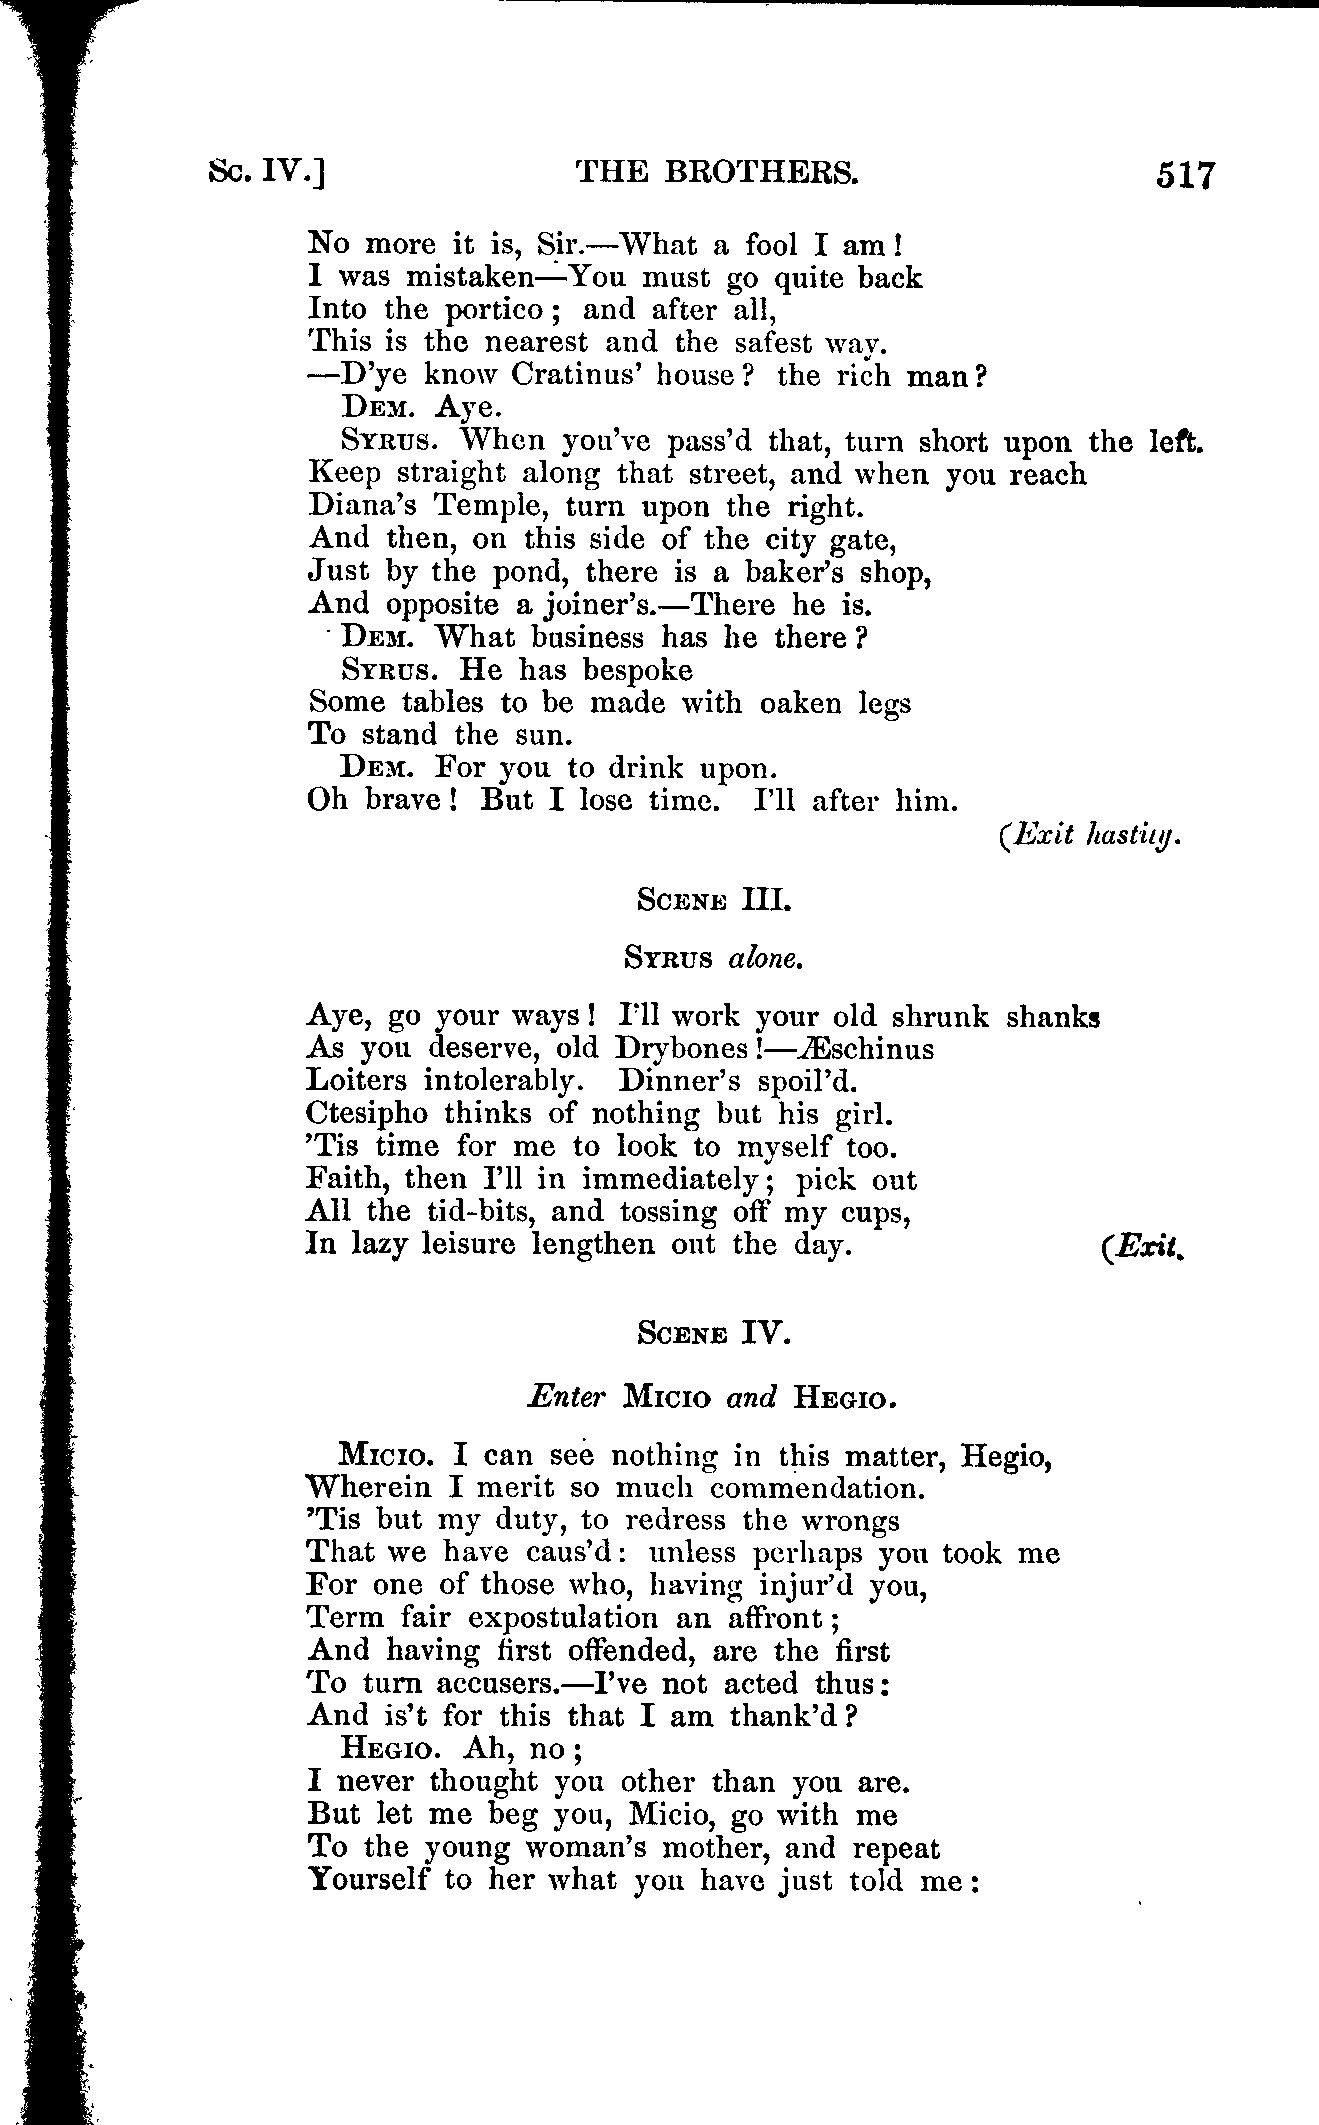 Sc. IV.] THE BROTHERS. 517
No more it is, Sir.—What a fool I am!
I was mistaken—You must go quite back
Into the portico; and after all,
This is the nearest and the safest way.
—D'ye know Cratinus' house? the rich man?
DEM. Aye.
SYRUS. When you've pass'd that, turn short upon the left.
Keep straight along that street, and when you reach
Diana's Temple, turn upon the right.
And then, on this side of the city gate,
Just by the pond, there is a baker's shop,
And opposite a joiner's.—There he is.
DEM. What business has he there?
SYRUS. He has bespoke
Some tables to be made with oaken legs
To stand the sun.
DEM. For you to drink upon.
Oh brave! But I lose time. I'll after him.
(Exit hastily.
SCENE III.
SYRUS alone.
Aye, go your ways! I'll work your old shrunk shanks
As you deserve, old Drybones!—Æschinus
Loiters intolerably. Dinner's spoil'd.
Ctesipho thinks of nothing but his girl.
'Tis time for me to look to myself too.
Faith, then I'll in immediately; pick out
All the tid-bits, and tossing off my cups,
In lazy leisure lengthen out the day. (Exit.
SCENE IV.
Enter MICIO and HEGIO.
MICIO. I can see nothing in this matter, Hegio,
Wherein I merit so much commendation.
'Tis but my duty, to redress the wrongs
That we have caus'd: unless perhaps you took me
For one of those who, having injur'd you,
Term fair expostulation an affront;
And having first offended, are the first
To turn accusers.—I've not acted thus:
And is't for this that I am thank'd?
HEGIO. Ah, no;
I never thought you other than you are.
But let me beg you, Micio, go with me
To the young woman's mother, and repeat
Yourself to her what you have just told me: